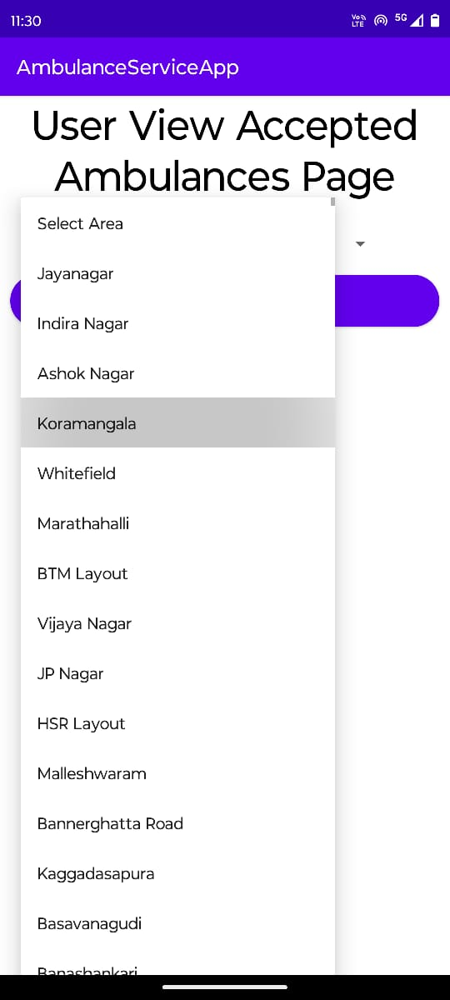 11:30
Vo LTE 5G
AmbulanceServiceApp
User View Accepted
Ambulances Page
Select Area
Jayanagar
Indira Nagar
Ashok Nagar
Koramangala
Whitefield
Marathahalli
BTM Layout
Vijaya Nagar
JP Nagar
HSR Layout
Malleshwaram
Bannerghatta Road
Kaggadasapura
Basavanagudi
Banashankari